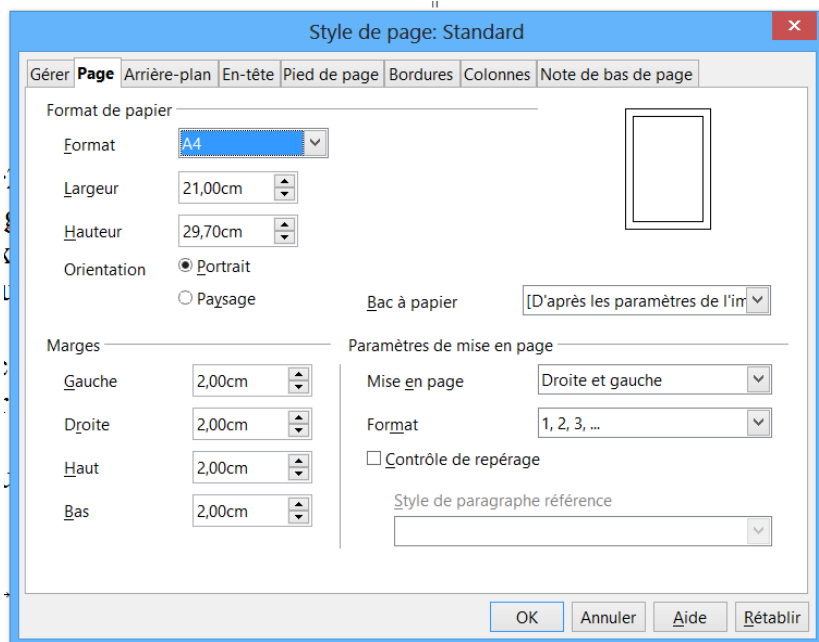 Style de page: Standard
Gérer Page Arrière-plan En-tête Pied de page Bordures Colonnes Note de bas de page
Format de papier
Format A4
Largeur 21,00cm
Hauteur 29,70cm
Orientation Portrait
Paysage Bac à papier [D'après les paramètres de l'im
Marges Paramètres de mise en page
Gauche 2,00cm Mise en page Droite et gauche
Droite 2,00cm Format 1, 2, 3, ...
Haut 2,00cm Contrôle de repérage
Bas 2,00cm Style de paragraphe référence
OK Annuler Aide Rétablir